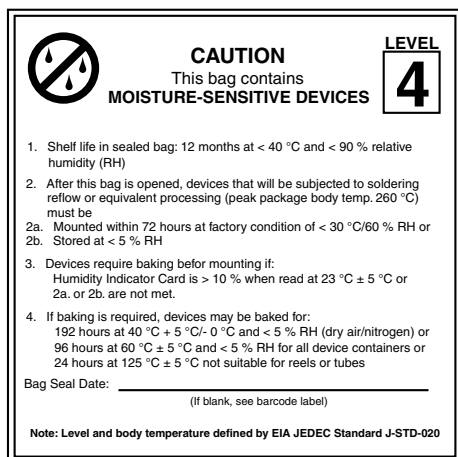 CAUTION
This bag contains
MOISTURE-SENSITIVE DEVICES
LEVEL
4
1. Shelf life in sealed bag: 12 months at < 40 °C and < 90 % relative
humidity (RH)
2. After this bag is opened, devices that will be subjected to soldering
reflow or equivalent processing (peak package body temp. 260 °C)
must be
2a. Mounted within 72 hours at factory condition of < 30 °C/60 % RH or
2b. Stored at < 5 % RH
3. Devices require baking befor mounting if:
Humidity Indicator Card is > 10 % when read at 23 °C ± 5 °C or
2a. or 2b. are not met.
4. If baking is required, devices may be baked for:
192 hours at 40 °C + 5 °C/- 0 °C and < 5 % RH (dry air/nitrogen) or
96 hours at 60 °C ± 5 °C and < 5 % RH for all device containers or
24 hours at 125 °C ± 5 °C not suitable for reels or tubes
Bag Seal Date:
(If blank, see barcode label)
Note: Level and body temperature defined by EIA JEDEC Standard J-STD-020